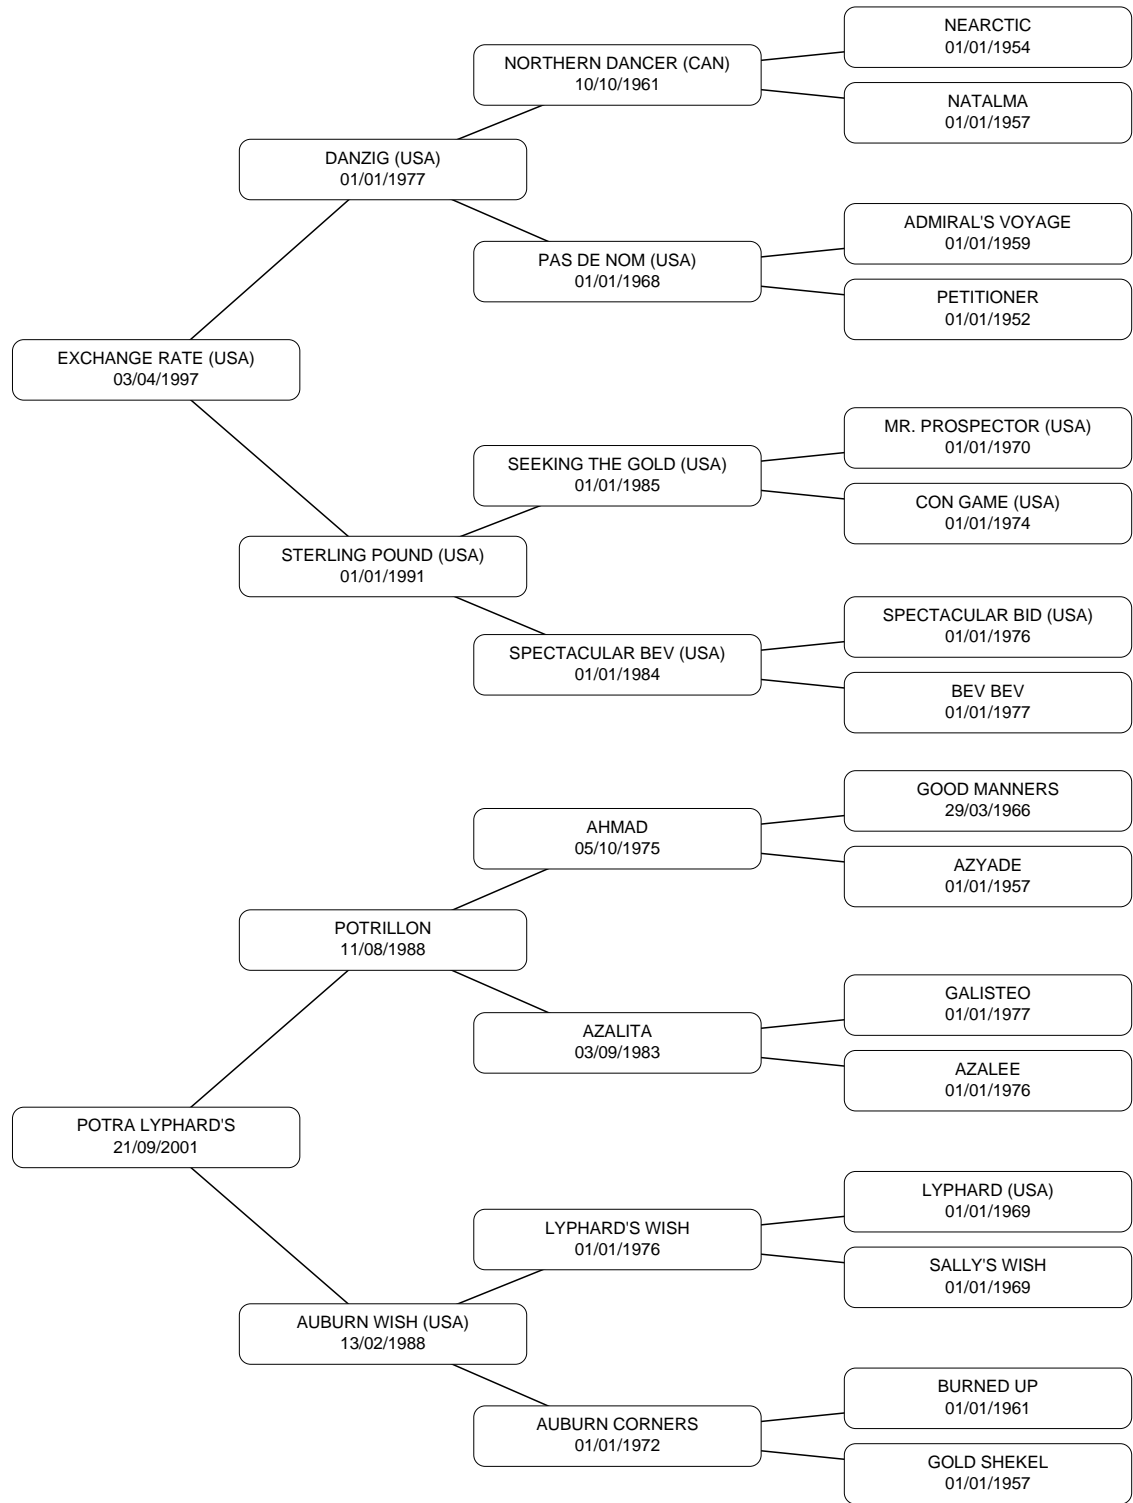 NEARCTIC
01/01/1954
NORTHERN DANCER (CAN)
10/10/1961
NATALMA
01/01/1957
DANZIG (USA)
01/01/1977
ADMIRAL'S VOYAGE
01/01/1959
PAS DE NOM (USA)
01/01/1968
PETITIONER
01/01/1952
EXCHANGE RATE (USA)
03/04/1997
MR. PROSPECTOR (USA)
01/01/1970
SEEKING THE GOLD (USA)
01/01/1985
CON GAME (USA)
01/01/1974
STERLING POUND (USA)
01/01/1991
SPECTACULAR BID (USA)
01/01/1976
SPECTACULAR BEV (USA)
01/01/1984
BEV BEV
01/01/1977
GOOD MANNERS
29/03/1966
AHMAD
05/10/1975
AZYADE
01/01/1957
POTRILLON
11/08/1988
GALISTEO
01/01/1977
AZALITA
03/09/1983
AZALEE
01/01/1976
POTRA LYPHARD'S
21/09/2001
LYPHARD (USA)
01/01/1969
LYPHARD'S WISH
01/01/1976
SALLY'S WISH
01/01/1969
AUBURN WISH (USA)
13/02/1988
BURNED UP
01/01/1961
AUBURN CORNERS
01/01/1972
GOLD SHEKEL
01/01/1957